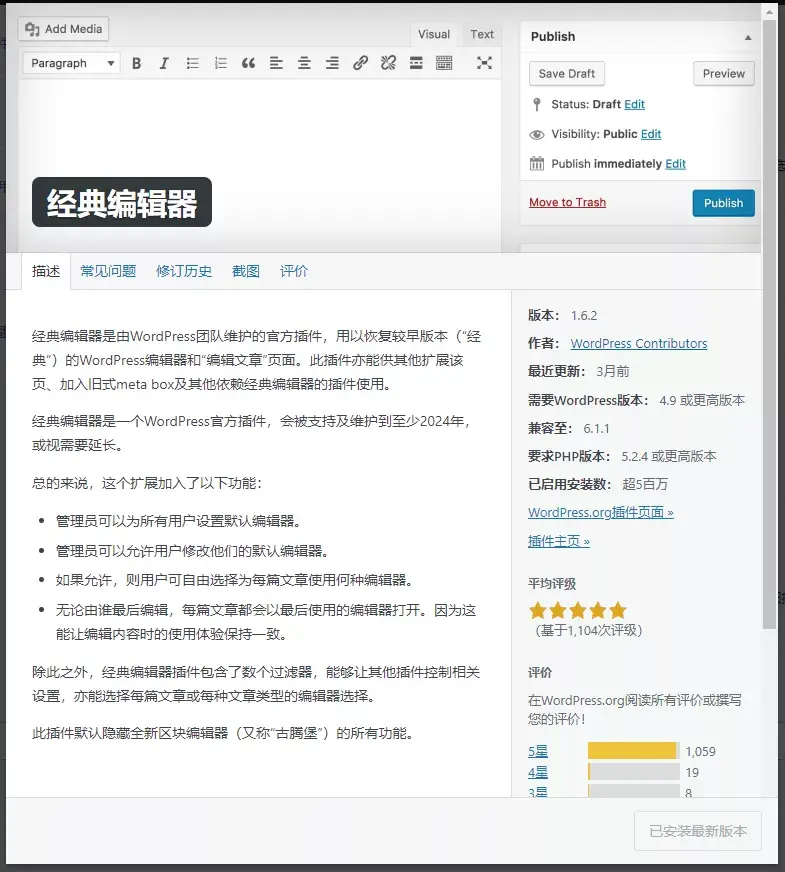 Add Media
Visual Text
Paragraph
Publish
Save Draft Preview
Status: Draft Edit
Visibility: Public Edit
Publish immediately Edit
Move to Trash Publish
经典编辑器
描述 常见问题 修订历史 截图 评价
经典编辑器是由WordPress团队维护的官方插件，用以恢复较早版本（“经
典”）的WordPress编辑器和“编辑文章”页面。此插件亦能供其他扩展该
页、加入旧式meta box及其他依赖经典编辑器的插件使用。
经典编辑器是一个WordPress官方插件，会被支持及维护到至少2024年，
或视需要延长。
总的来说，这个扩展加入了以下功能：
管理员可以为所有用户设置默认编辑器。
管理员可以允许用户修改他们的默认编辑器。
如果允许，则用户可自由选择为每篇文章使用何种编辑器。
无论由谁最后编辑，每篇文章都会以最后使用的编辑器打开。因为这
能让编辑内容时的使用体验保持一致。
除此之外，经典编辑器插件包含了数个过滤器，能够让其他插件控制相关
设置，亦能选择每篇文章或每种文章类型的编辑器选择。
此插件默认隐藏全新区块编辑器（又称“古腾堡”）的所有功能。
版本： 1.6.2
作者： WordPress Contributors
最近更新： 3月前
需要WordPress版本： 4.9 或更高版本
兼容至： 6.1.1
要求PHP版本： 5.2.4 或更高版本
已启用安装数： 超5百万
WordPress.org插件页面 »
插件主页 »
平均评级
（基于1,104次评级）
评价
在WordPress.org阅读所有评价或撰写
您的评价！
5星 1,059
4星 19
3星 8
已安装最新版本